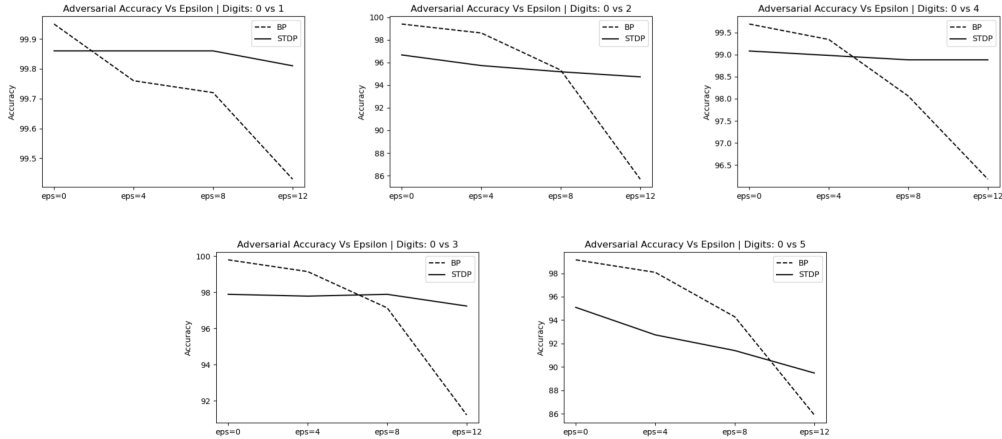 Adversarial Accuracy Vs Epsilon | Digits: 0 vs 1
BP
STDP
Accuracy
99.9
99.8
99.7
99.6
99.5
eps=0 eps=4 eps=8 eps=12
Adversarial Accuracy Vs Epsilon | Digits: 0 vs 2
BP
STDP
Accuracy
100
98
96
94
92
90
88
86
eps=0 eps=4 eps=8 eps=12
Adversarial Accuracy Vs Epsilon | Digits: 0 vs 4
BP
STDP
Accuracy
99.5
99.0
98.5
98.0
97.5
97.0
96.5
eps=0 eps=4 eps=8 eps=12
Adversarial Accuracy Vs Epsilon | Digits: 0 vs 3
BP
STDP
Accuracy
100
98
96
94
92
eps=0 eps=4 eps=8 eps=12
Adversarial Accuracy Vs Epsilon | Digits: 0 vs 5
BP
STDP
Accuracy
98
96
94
92
90
88
86
eps=0 eps=4 eps=8 eps=12